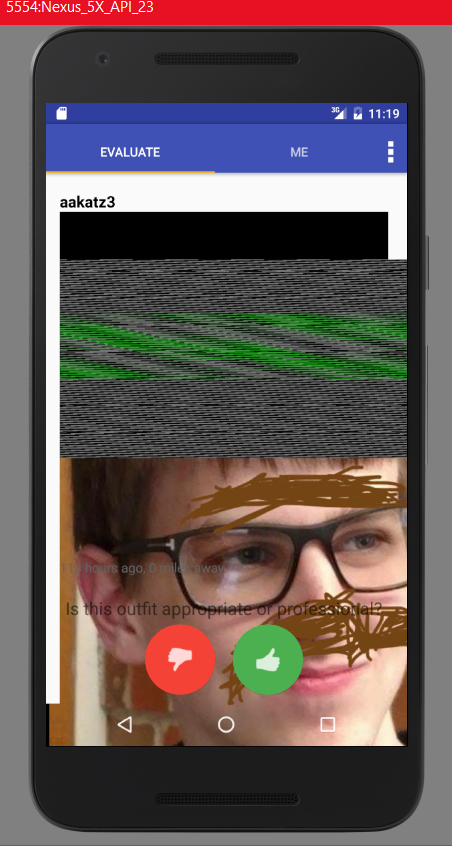 5554:Nexus_5X_API_23
3G 11:19
EVALUATE ME
aakatz3
hours ago, 0 miles away
Is this outfit appropriate or professional?